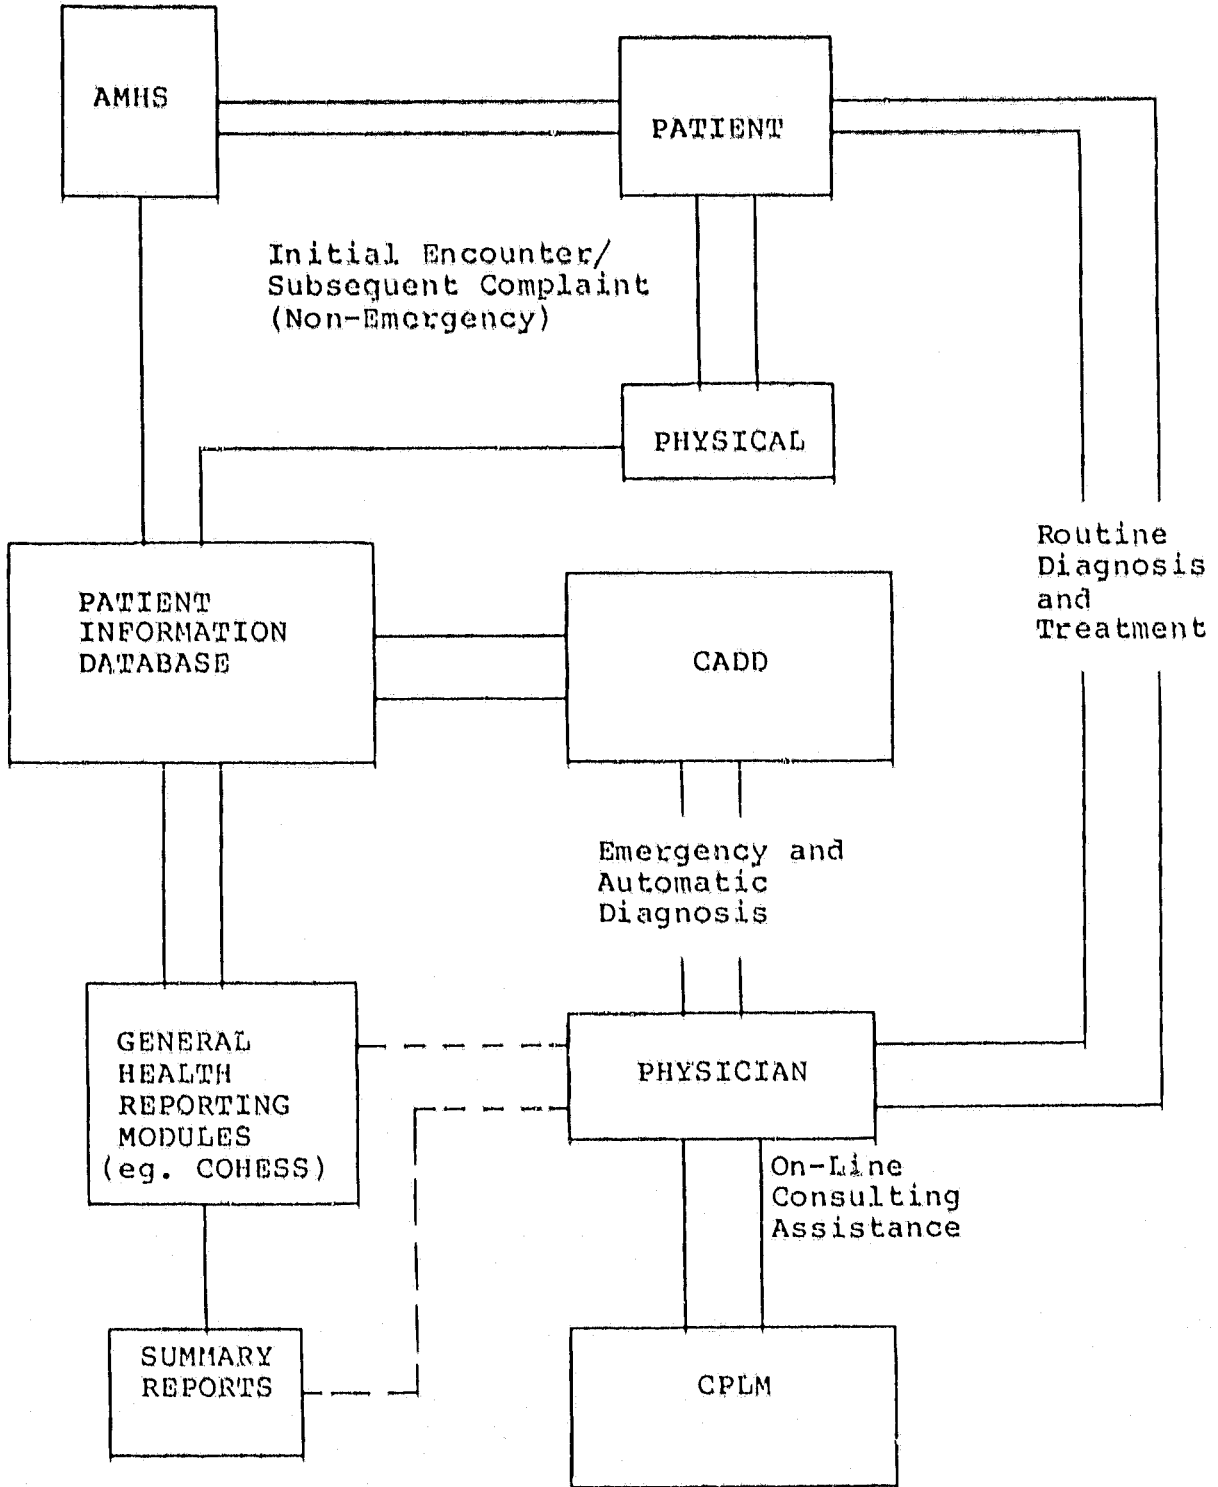 AMHS
PATIENT
Initial Encounter/
Subsequent Complaint
(Non-Emergency)
PHYSICAL
Routine
Diagnosis
and
Treatment
PATIENT
INFORMATION
DATABASE
CADD
Emergency and
Automatic
Diagnosis
GENERAL
HEALTH
REPORTING
MODULES
(eg. COHESS)
PHYSICIAN
On-Line
Consulting
Assistance
SUMMARY
REPORTS
CPLM